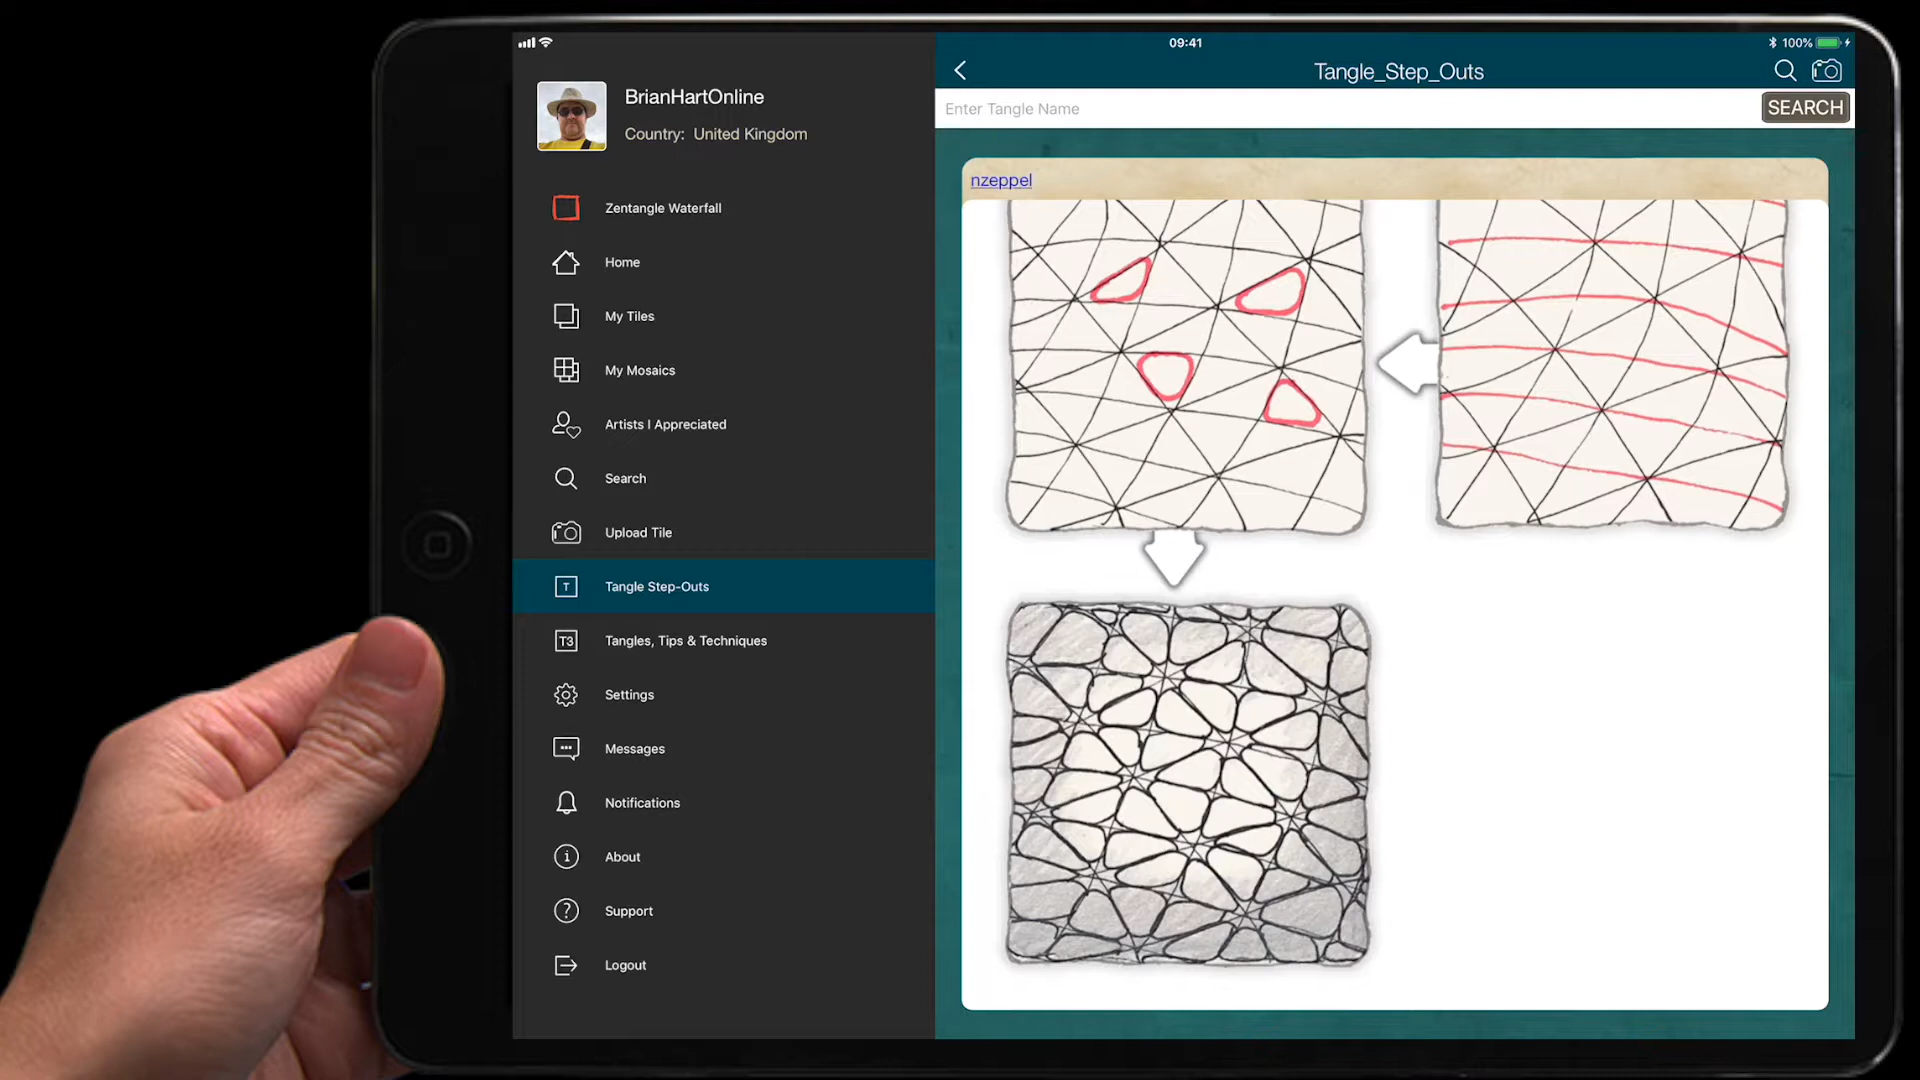 BrianHartOnline
Country: United Kingdom
Zentangle Waterfall
Home
My Tiles
My Mosaics
Artists I Appreciated
Search
Upload Tile
T
Tangle Step-Outs
T3
Tangles, Tips & Techniques
Settings
Messages
Notifications
About
Support
Logout
09:41
100%
Tangle_Step_Outs
Enter Tangle Name
SEARCH
nzeppel